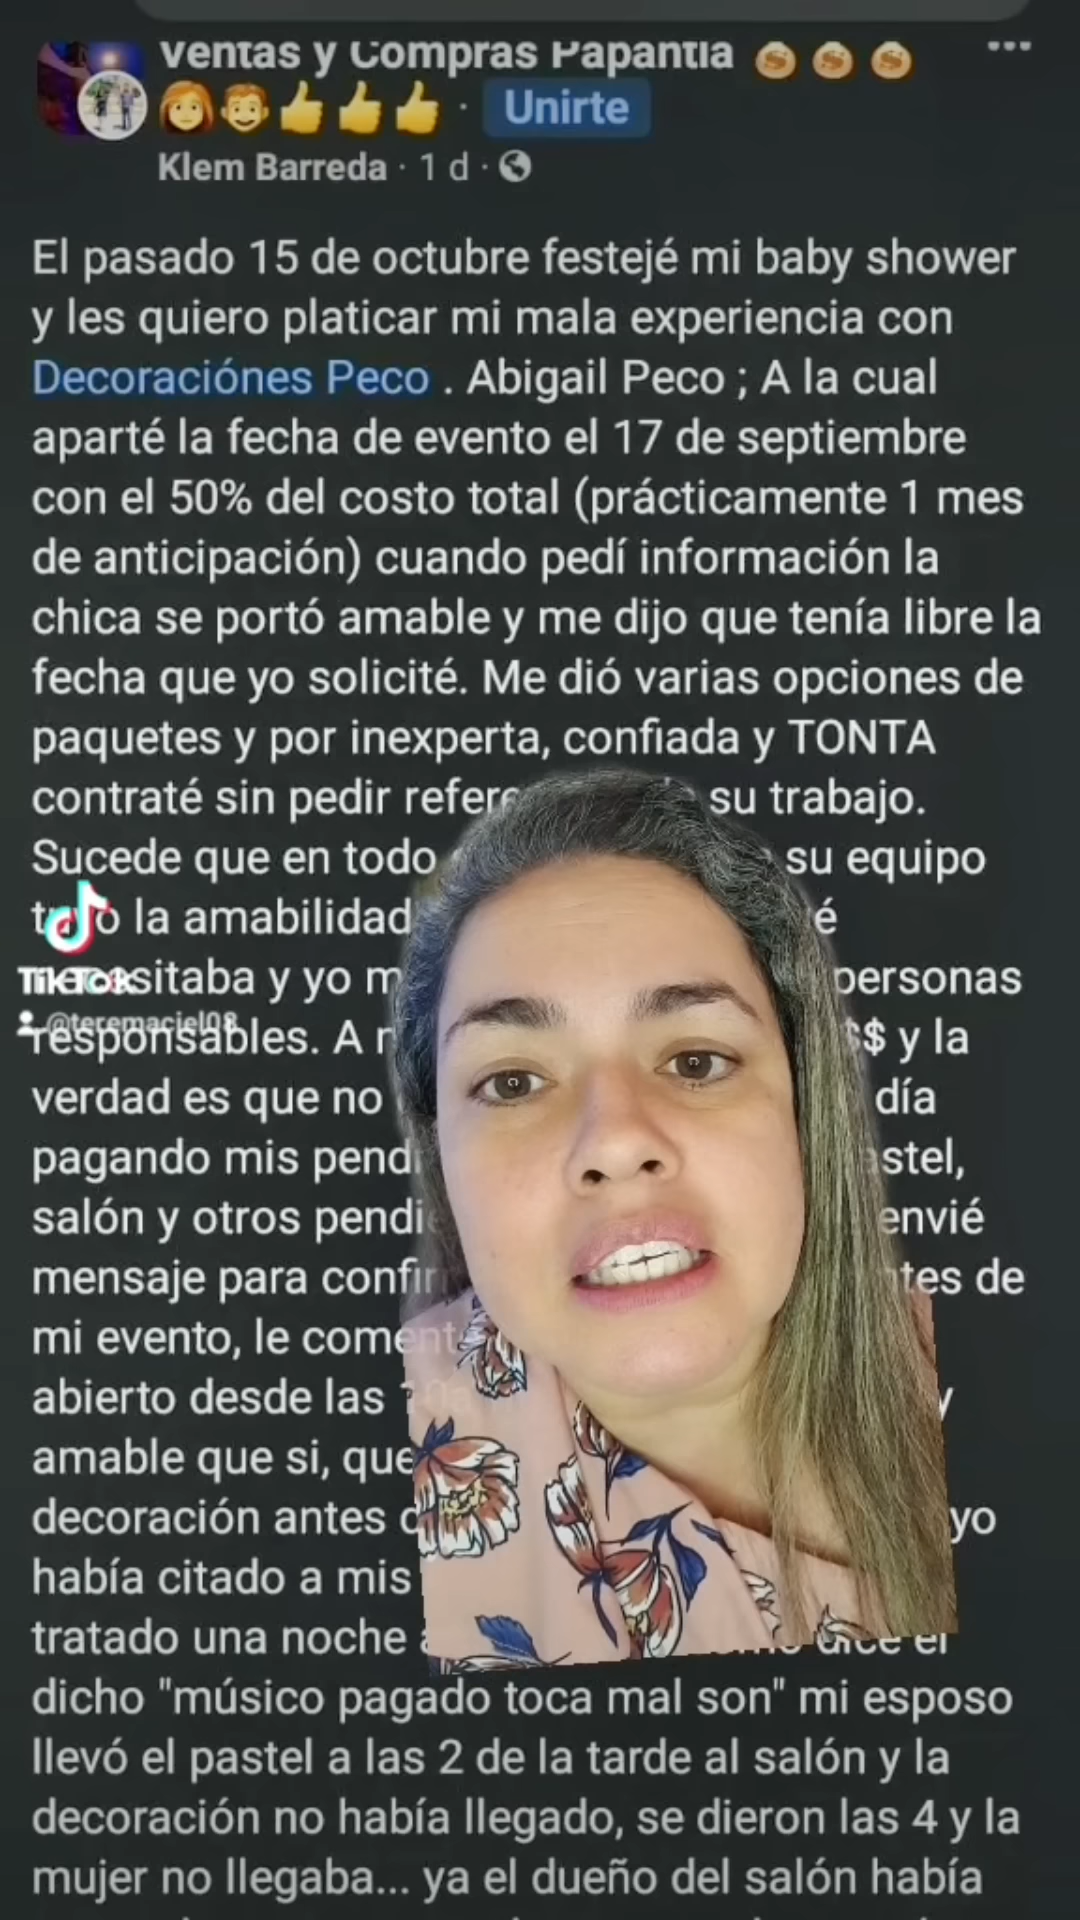 Ventas y Compras Papantla
Unirte
Klem Barreda · 1 d ·
El pasado 15 de octubre festejé mi baby shower
y les quiero platicar mi mala experiencia con
Decoraciónes Peco . Abigail Peco ; A la cual
aparté la fecha de evento el 17 de septiembre
con el 50% del costo total (prácticamente 1 mes
de anticipación) cuando pedí información la
chica se portó amable y me dijo que tenía libre la
fecha que yo solicité. Me dió varias opciones de
paquetes y por inexperta, confiada y TONTA
contraté sin pedir su trabajo.
Sucede que en todo su equipo
la amabilidad
y yo personas
responsables. A $ y la
verdad es que no día
pagando mis
salón y otros envié
mensaje para de
mi evento, le
abierto desde las y
amable que si, que
decoración antes yo
había citado a mis
tratado una noche dice el
dicho "músico pagado toca mal son" mi esposo
llevó el pastel a las 2 de la tarde al salón y la
decoración no había llegado, se dieron las 4 y la
mujer no llegaba... ya el dueño del salón había
TikTok
@teremaciel08